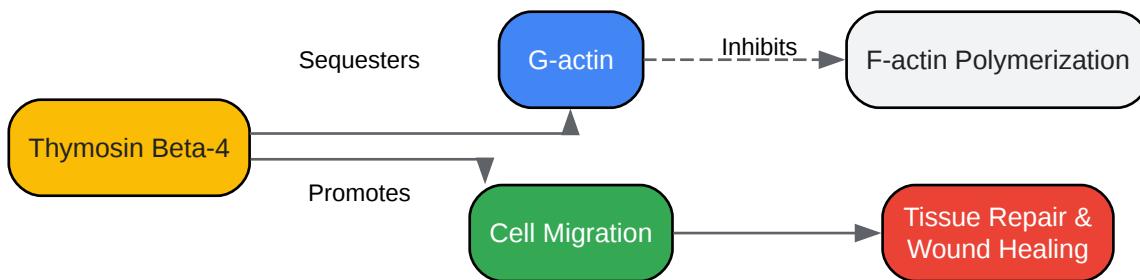 Sequesters
G-actin
Inhibits
F-actin Polymerization
Thymosin Beta-4
Promotes
Cell Migration
Tissue Repair &
Wound Healing